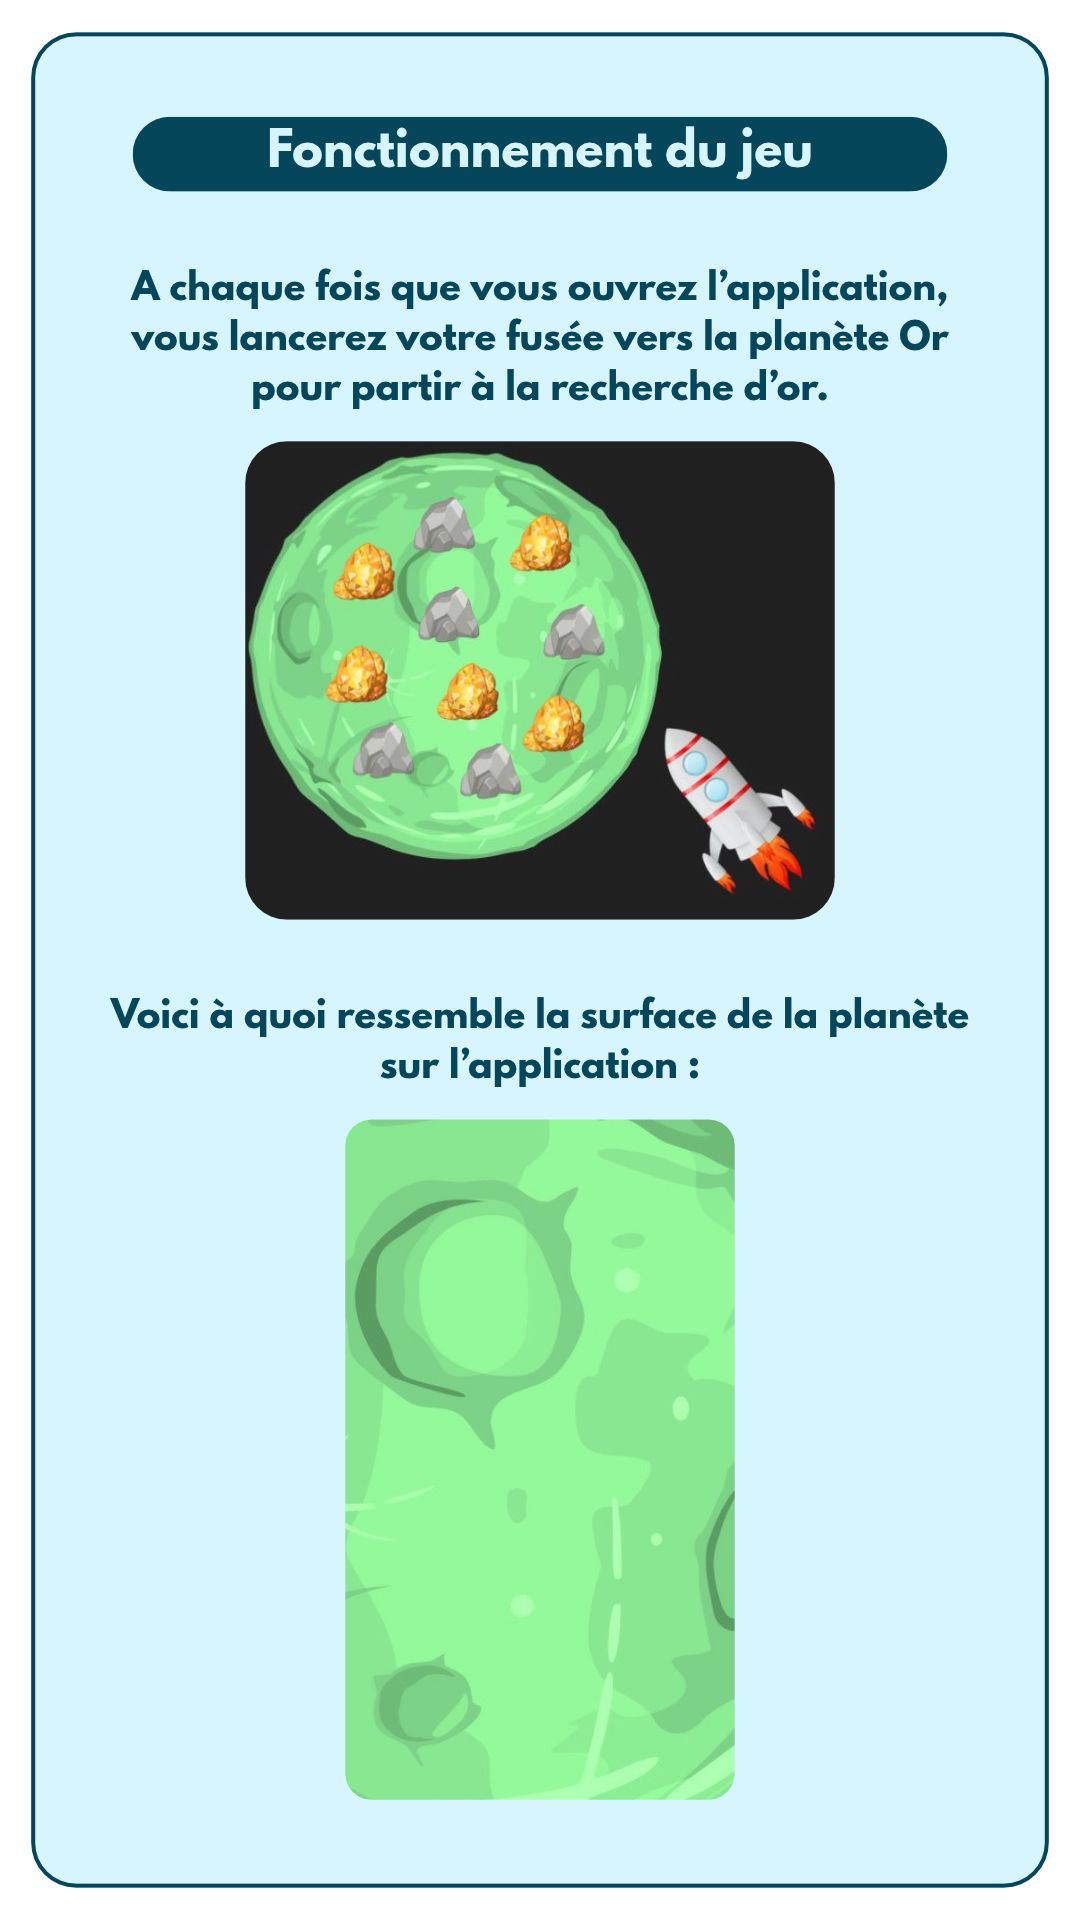 Fonctionnement du jeu
A chaque fois que vous ouvrez l’application,
vous lancerez votre fusée vers la planète Or
pour partir à la recherche d’or.
Voici à quoi ressemble la surface de la planète
sur l’application :